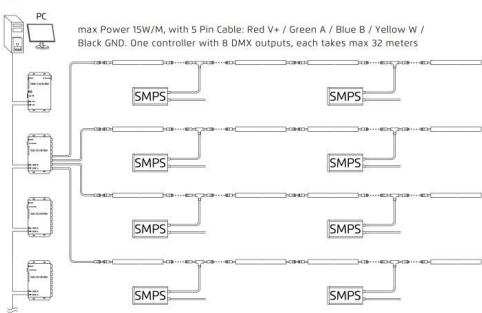 PC
max Power 15W/M, with 5 Pin Cable: Red V+ / Green A / Blue B / Yellow W /
Black GND. One controller with 8 DMX outputs, each takes max 32 meters
SMPS
SMPS
SMPS
SMPS
SMPS
SMPS
SMPS
SMPS